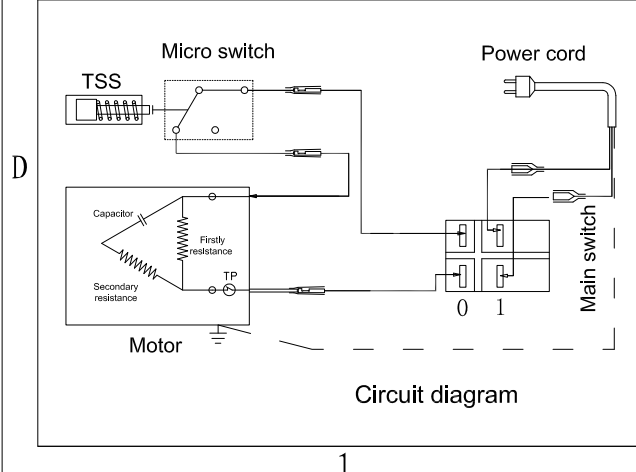 Micro switch
Power cord
TSS
D
Capacitor
Firstly
resistance
Secondary
resistance
TP
Main switch
0 1
Motor
Circuit diagram
1